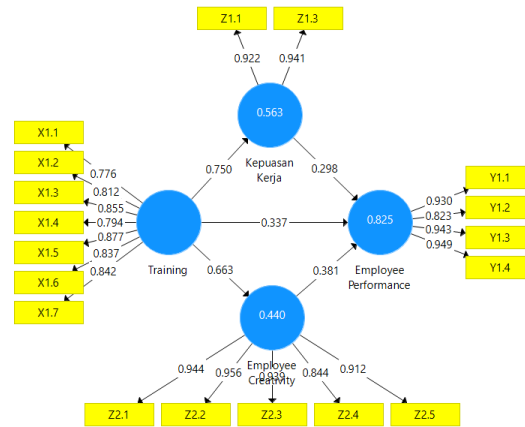 Z1.1
Z1.3
0.922
0.941
0.563
Kepuasan
Kerja
X1.1
X1.2
X1.3
X1.4
X1.5
X1.6
X1.7
0.776
0.812
0.855
0.794
0.877
0.837
0.842
Training
0.750
0.298
0.337
0.663
0.381
0.825
Employee
Performance
0.930
0.823
0.943
0.949
Y1.1
Y1.2
Y1.3
Y1.4
0.440
Employee
Creativity
0.944
0.956
0.939
0.844
0.912
Z2.1
Z2.2
Z2.3
Z2.4
Z2.5